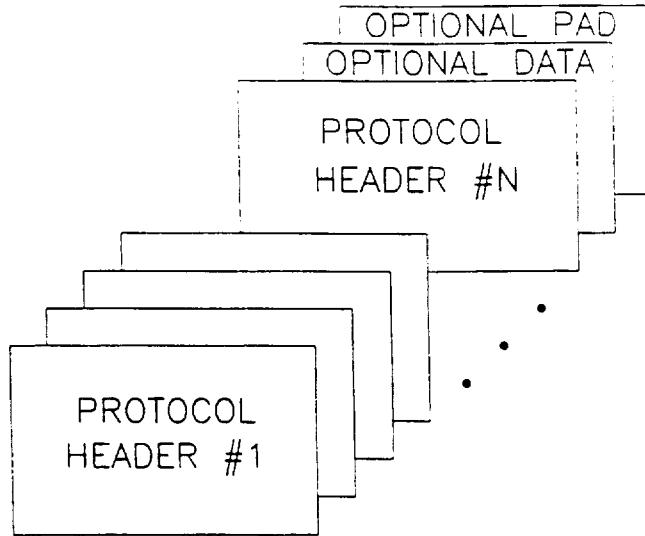 OPTIONAL PAD
OPTIONAL DATA
PROTOCOL
HEADER #N
PROTOCOL
HEADER #1